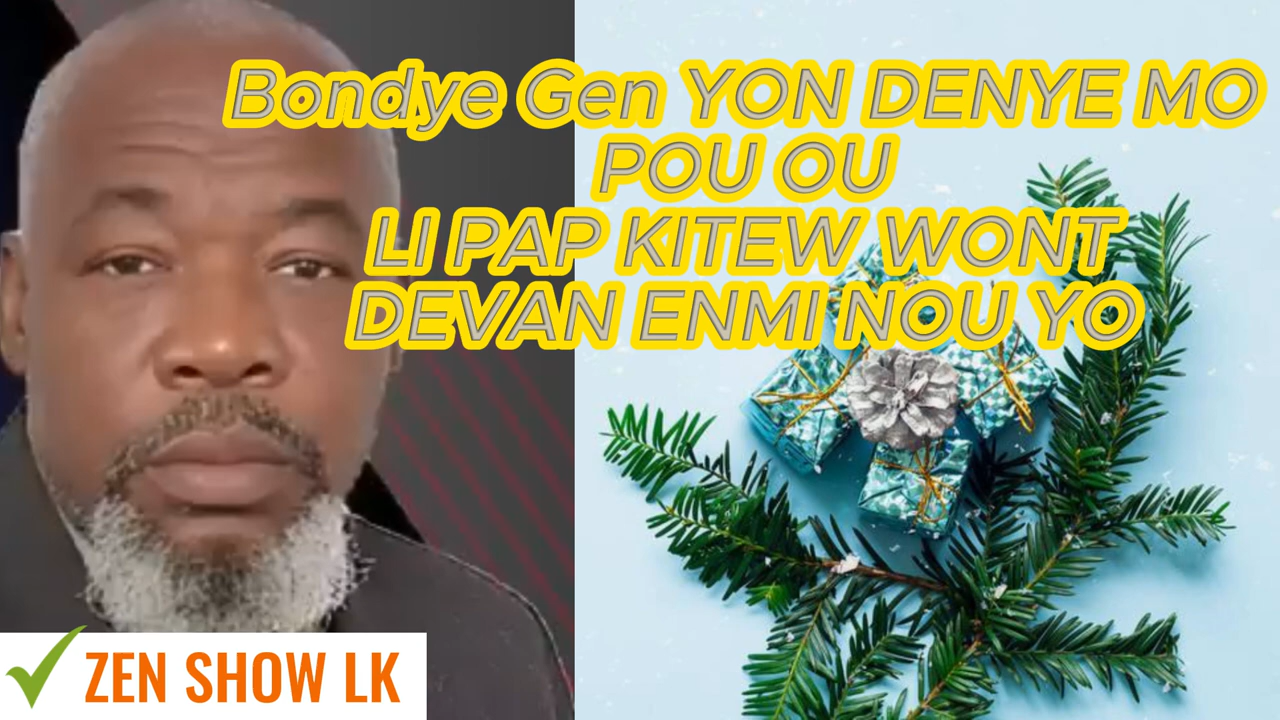 Bondye Gen YON DENYE MO
POU OU
LI PAP KITEW WONT
DEVAN ENMI NOU YO
ZEN SHOW LK